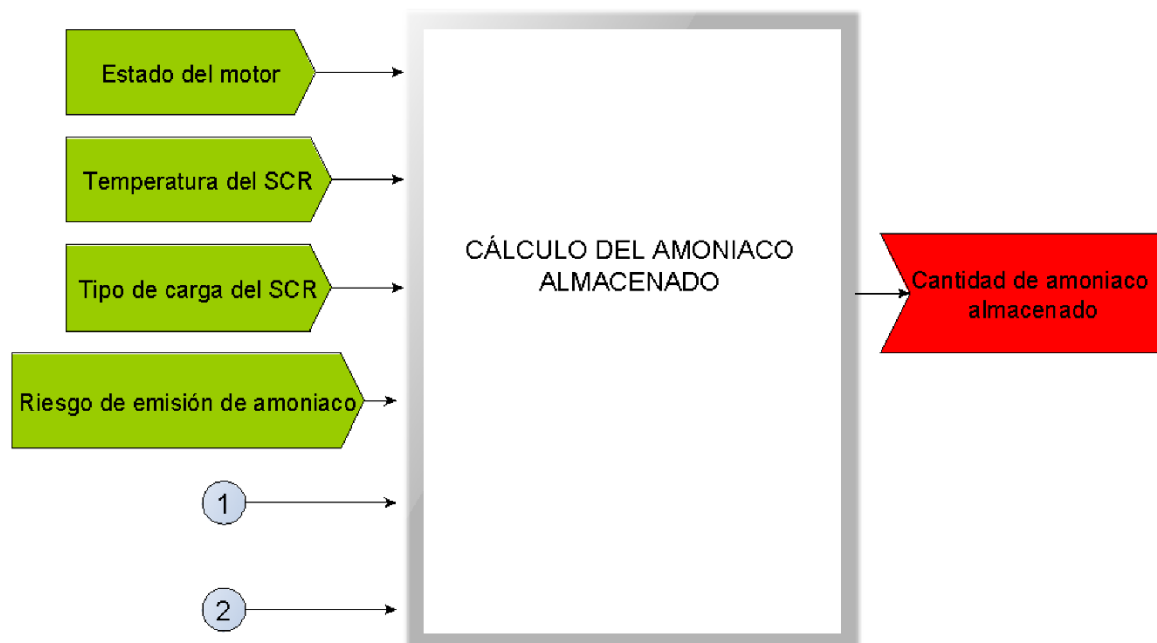 Estado del motor
Temperatura del SCR
Tipo de carga del SCR
Riesgo de emisión de amoniaco
1
2
CÁLCULO DEL AMONIACO
ALMACENADO
Cantidad de amoniaco
almacenado